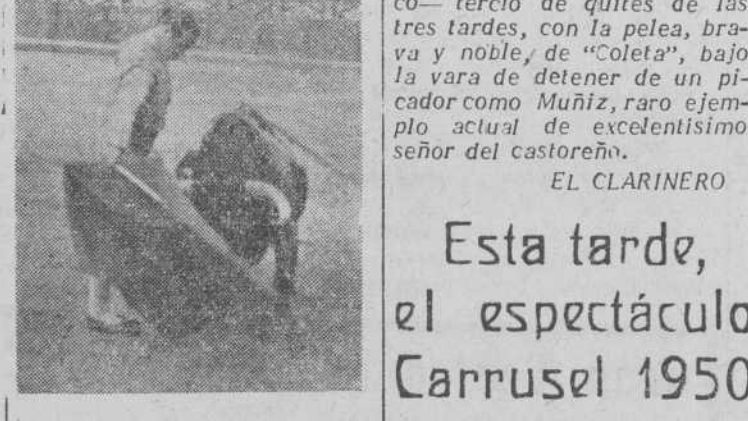 co— tercio de quites de las
tres tardes, con la pelea, bra-
va y noble, de "Coleta", bajo
la vara de detener de un pi-
cador como Muñiz, raro ejem-
plo actual de excelentisimo
señor del castoreño.
EL CLARINERO
Esta tarde,
el espectáculo
Carrusel 1950